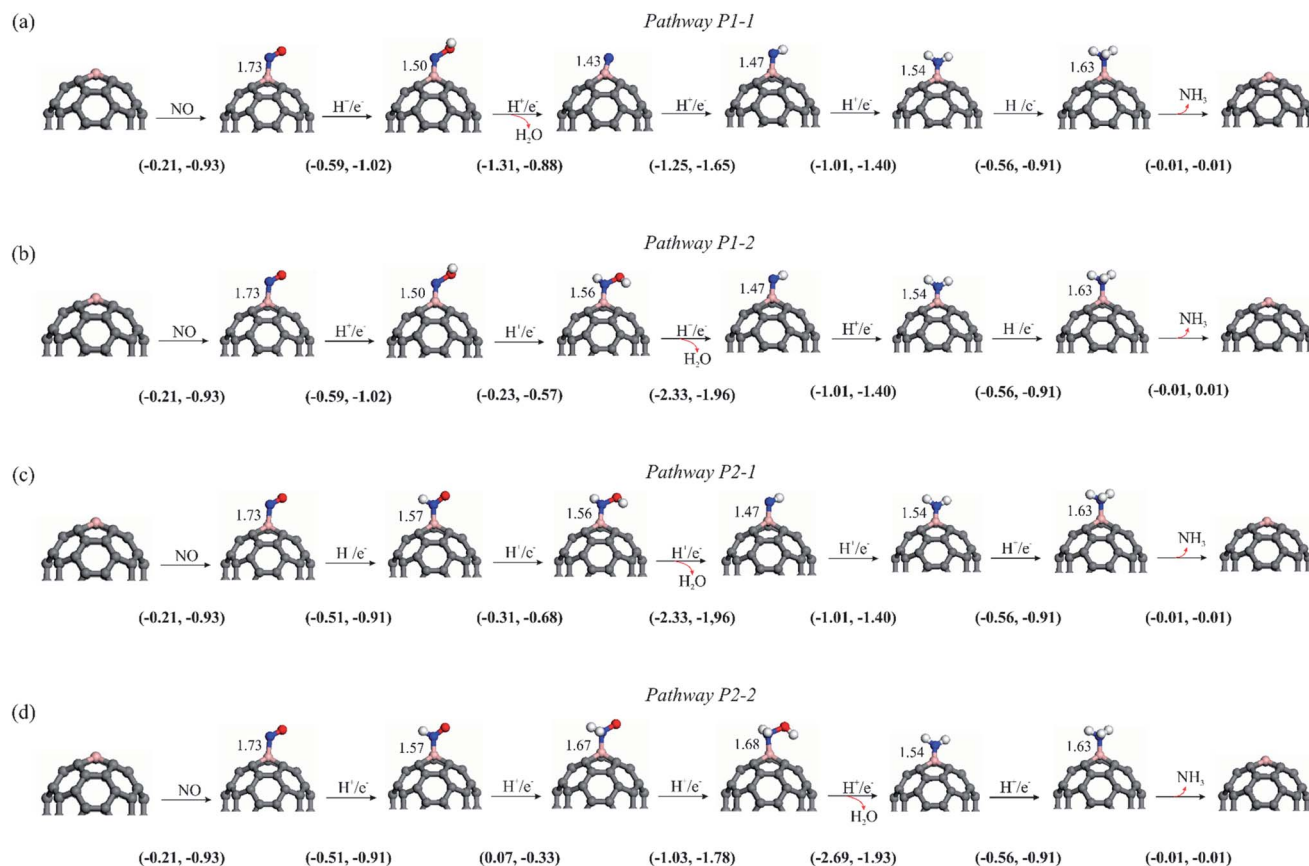 (a) Pathway P1-1
1.73 1.50 1.43 1.47 1.54 1.63
NO H⁺/e⁻ H⁺/e⁻ H⁺/e⁻ H⁺/e⁻ H /e⁻ NH₃
H₂O
(-0.21, -0.93) (-0.59, -1.02) (-1.31, -0.88) (-1.25, -1.65) (-1.01, -1.40) (-0.56, -0.91) (-0.01, -0.01)
(b) Pathway P1-2
1.73 1.50 1.56 1.47 1.54 1.63
NO H⁺/e⁻ H⁺/e⁻ H⁺/e⁻ H⁺/e⁻ H /e⁻ NH₃
H₂O
(-0.21, -0.93) (-0.59, -1.02) (-0.23, -0.57) (-2.33, -1.96) (-1.01, -1.40) (-0.56, -0.91) (-0.01, 0.01)
(c) Pathway P2-1
1.73 1.57 1.56 1.47 1.54 1.63
NO H /e⁻ H⁺/e⁻ H⁺/e⁻ H⁺/e⁻ H⁺/e⁻ NH₃
H₂O
(-0.21, -0.93) (-0.51, -0.91) (-0.31, -0.68) (-2.33, -1,96) (-1.01, -1.40) (-0.56, -0.91) (-0.01, -0.01)
(d) Pathway P2-2
1.73 1.57 1.67 1.68 1.54 1.63
NO H⁺/e⁻ H⁺/e⁻ H⁺/e⁻ H⁺/e⁻ H⁺/e⁻ NH₃
H₂O
(-0.21, -0.93) (-0.51, -0.91) (0.07, -0.33) (-1.03, -1.78) (-2.69, -1.93) (-0.56, -0.91) (-0.01, -0.01)